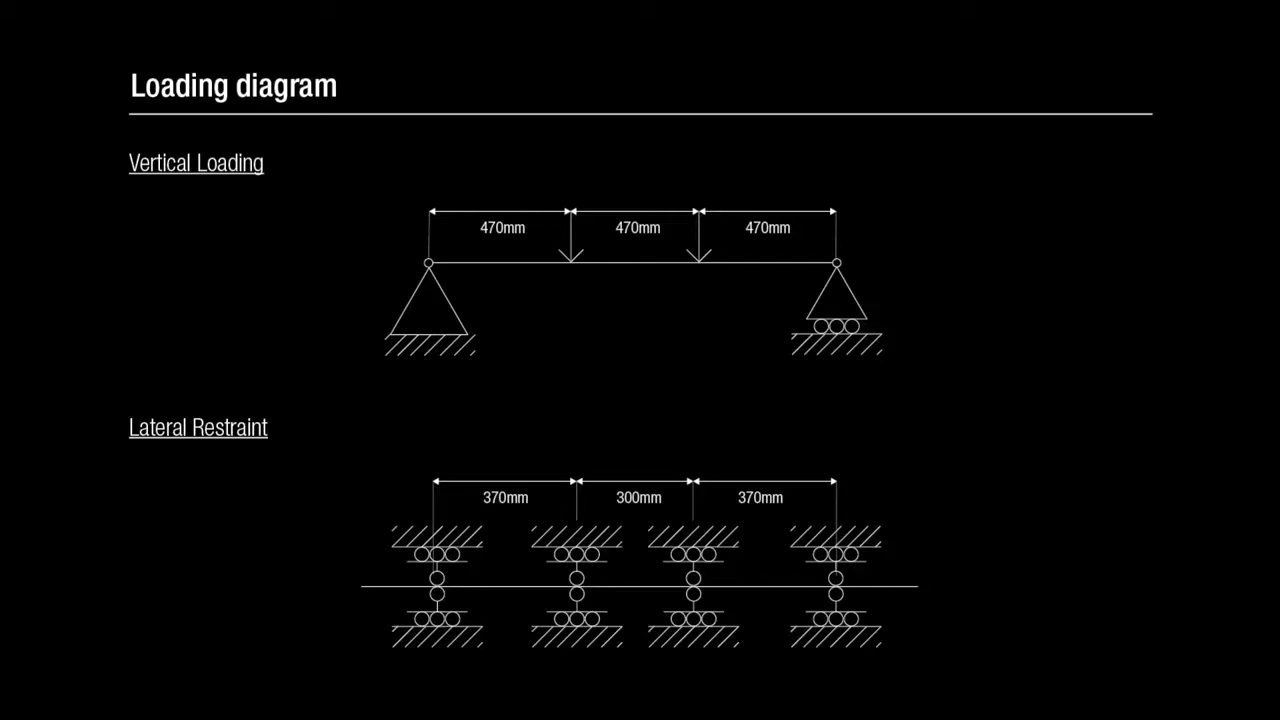 Loading diagram
Vertical Loading
470mm 470mm 470mm
Lateral Restraint
370mm 300mm 370mm